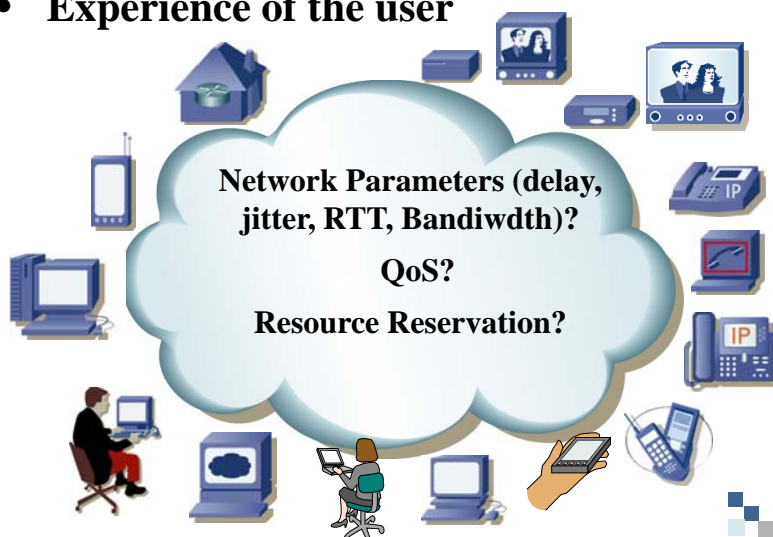 • Experience of the user
Network Parameters (delay,
jitter, RTT, Bandiwdth)?
QoS?
Resource Reservation?
IP
IP